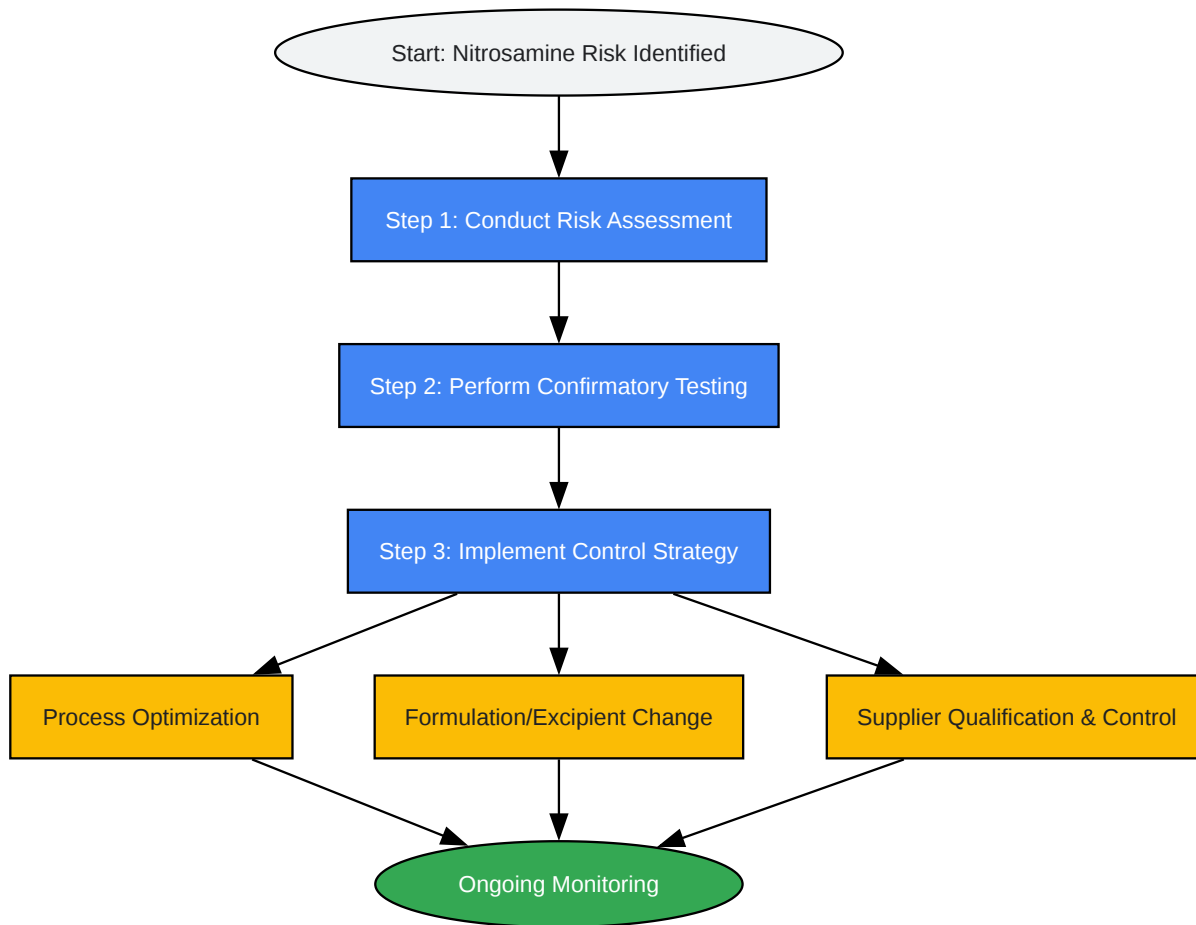 Start: Nitrosamine Risk Identified
Step 1: Conduct Risk Assessment
Step 2: Perform Confirmatory Testing
Step 3: Implement Control Strategy
Process Optimization
Formulation/Excipient Change
Supplier Qualification & Control
Ongoing Monitoring